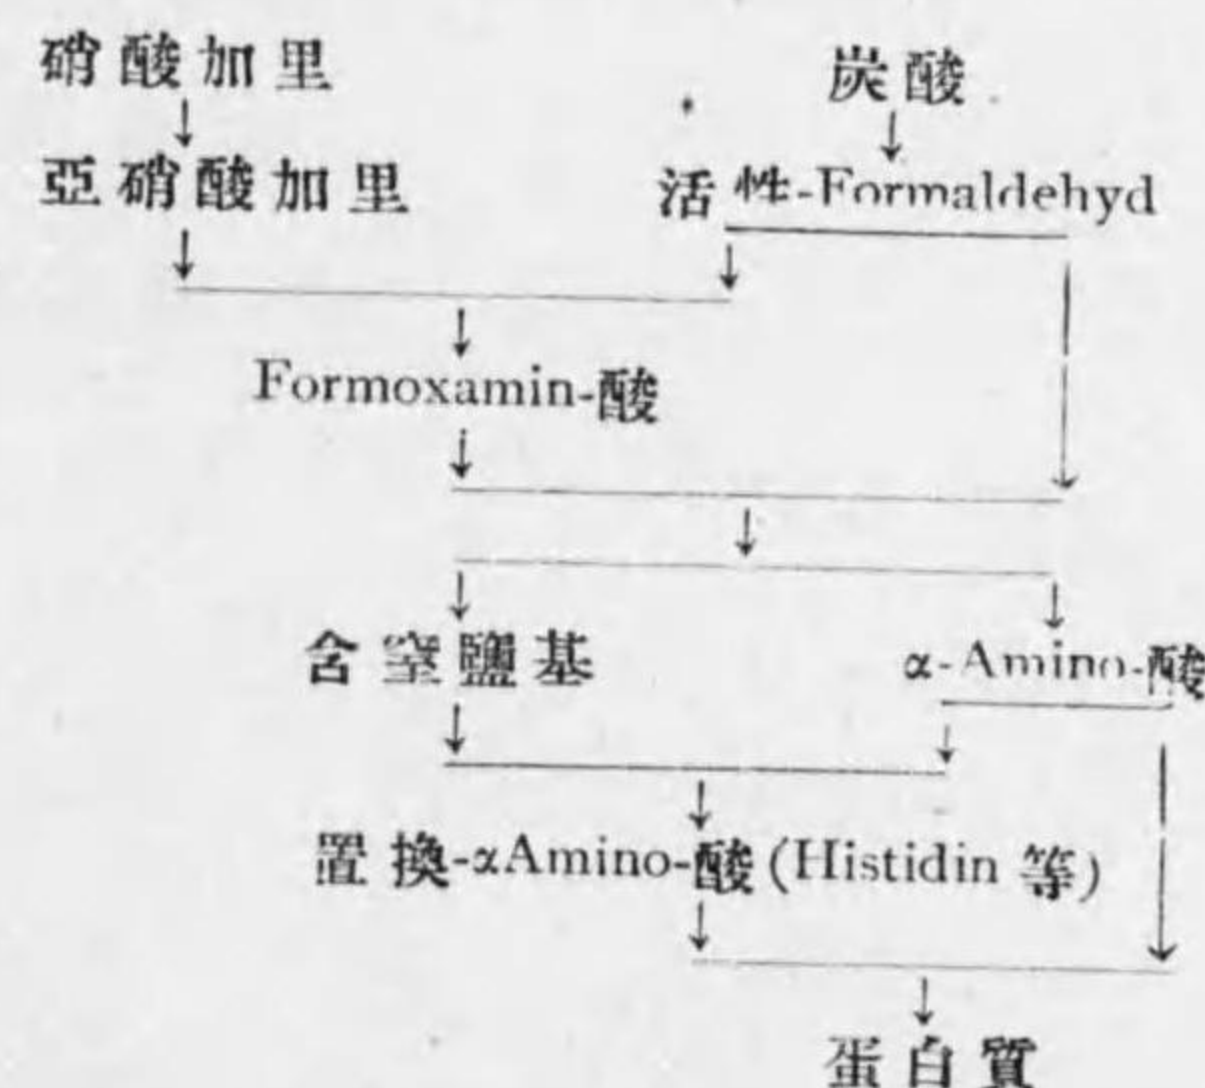 硝酸加里
炭酸
亞硝酸加里
活性-Formaldehyd
Formoxamin-酸
含窒鹽基
α-Amino-酸
置換-αAmino-酸(Histidin 等)
蛋白質